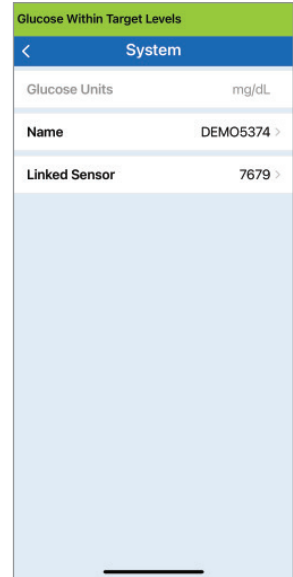 Glucose Within Target Levels
< System
Glucose Units mg/dL
Name DEMO5374 >
Linked Sensor 7679 >